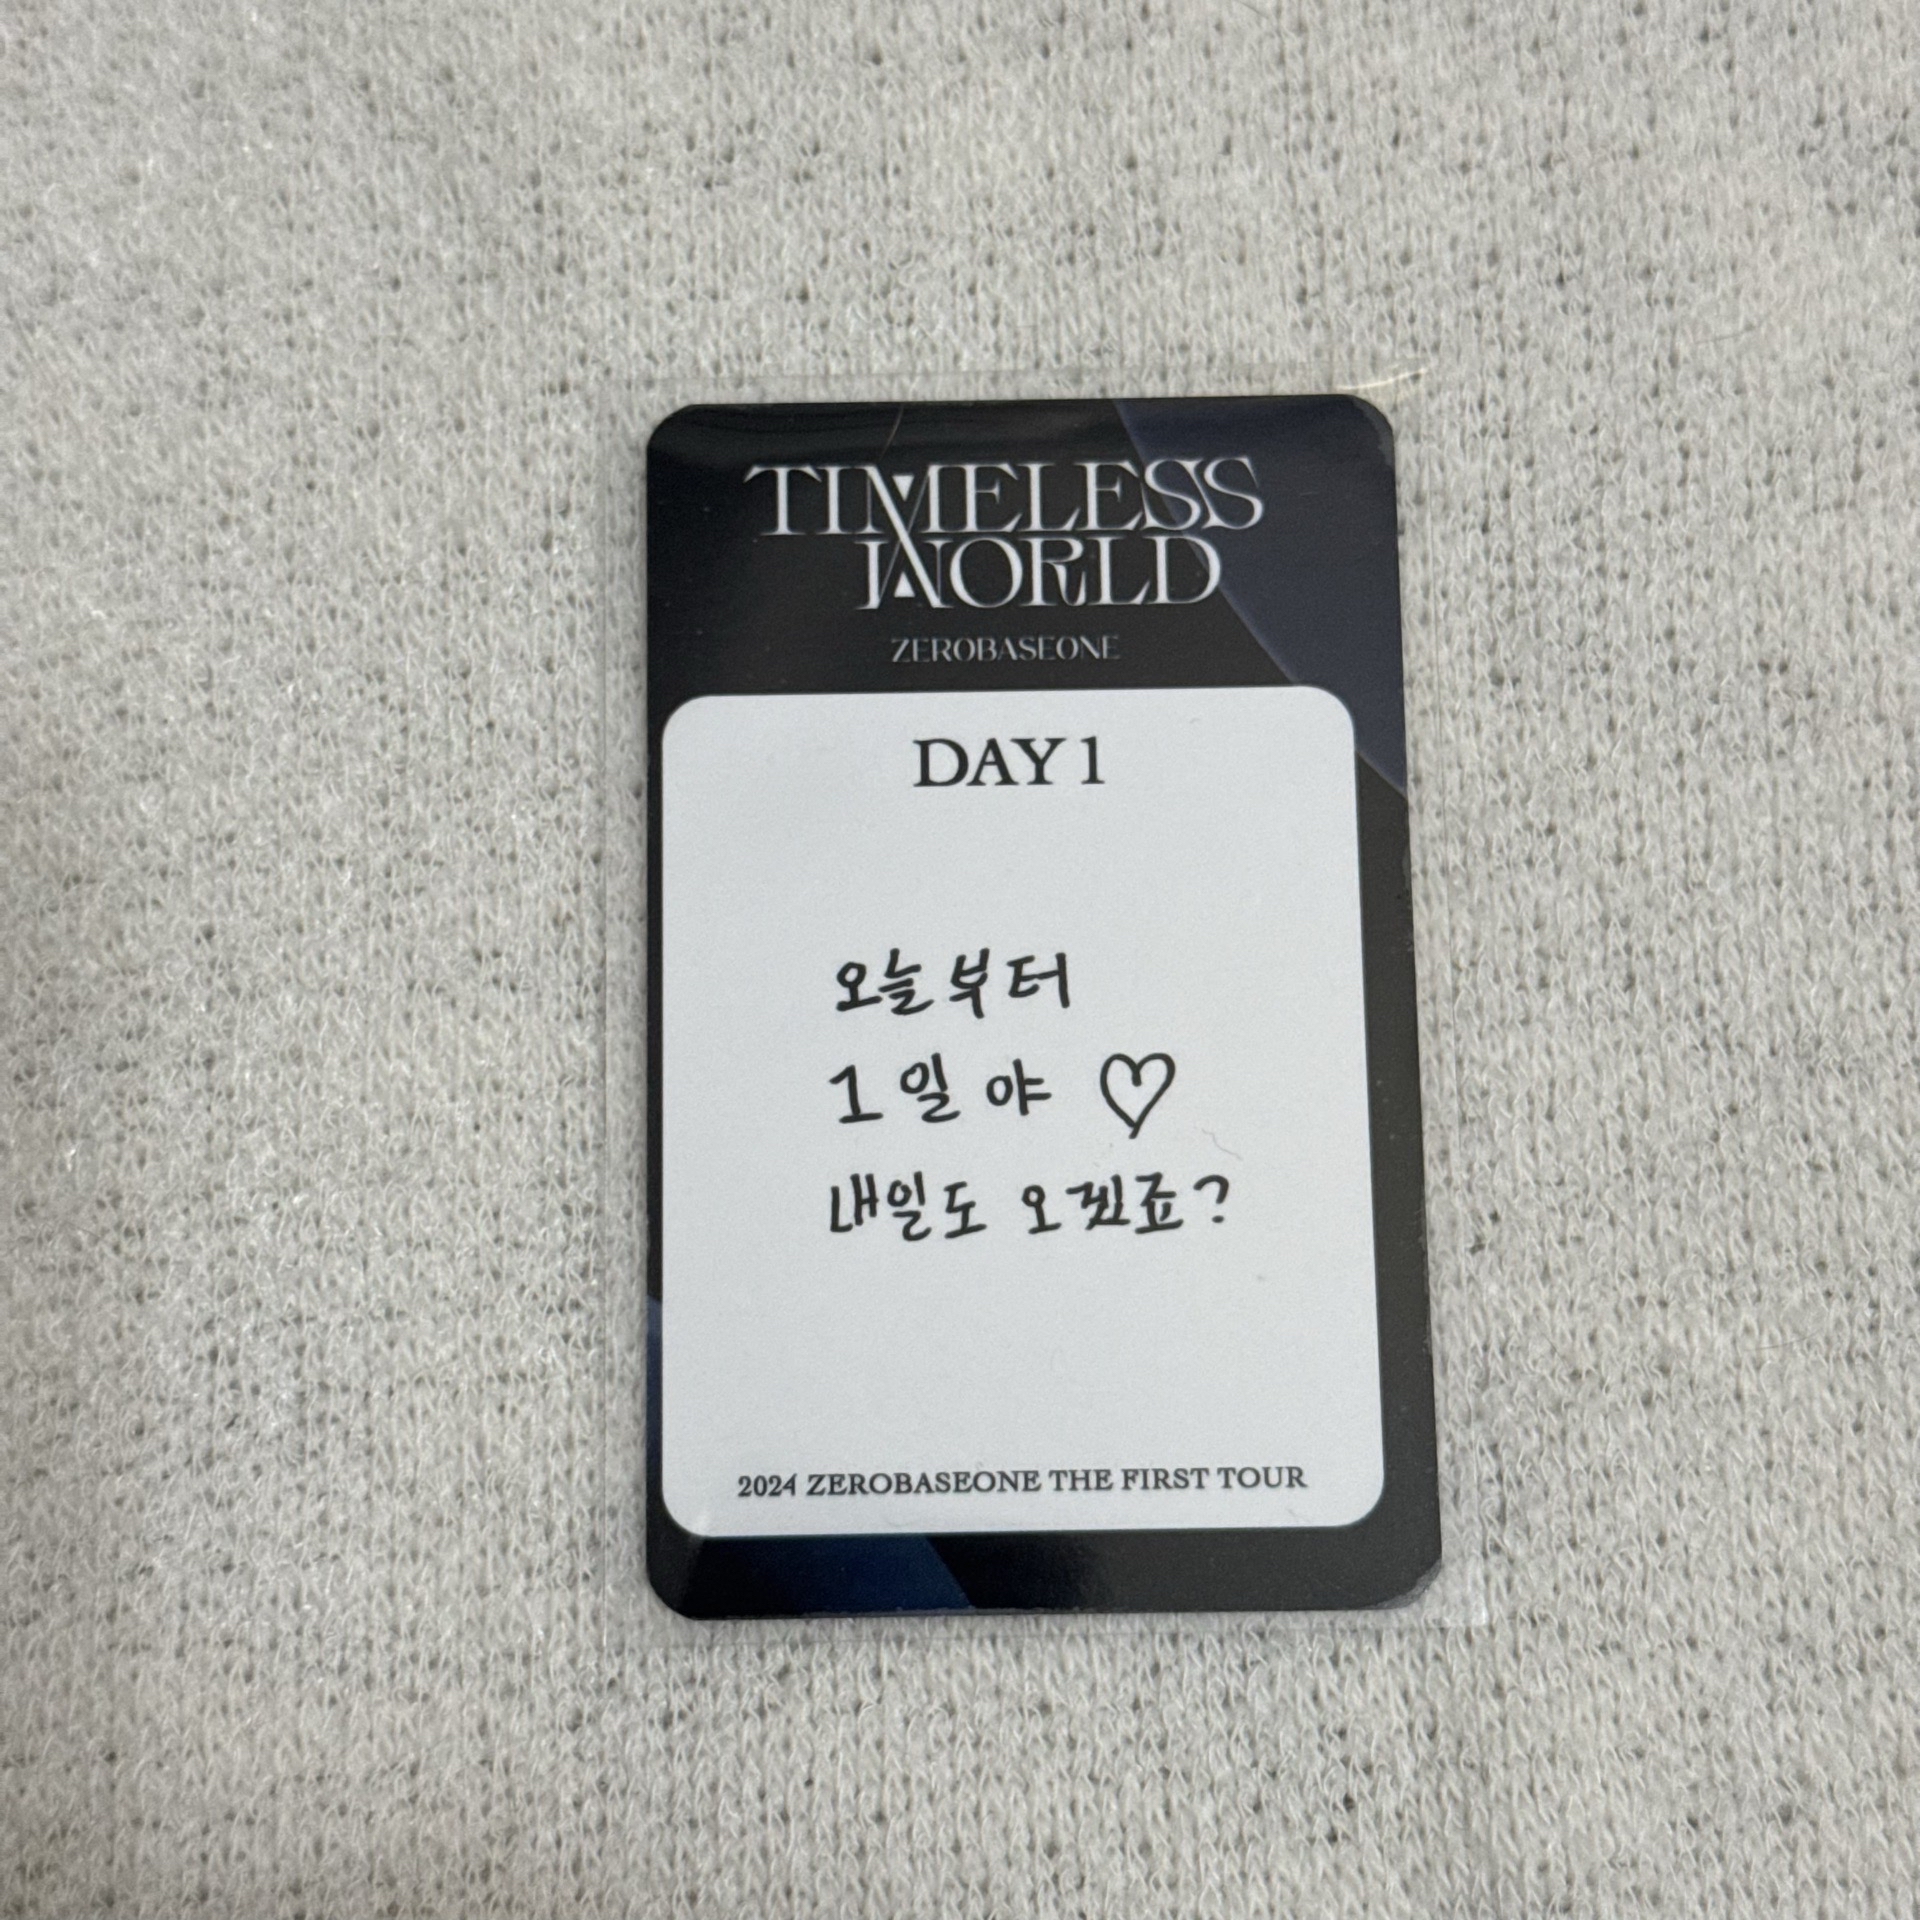 TIMELESS
WORLD
ZEROBASEONE
DAY 1
오늘부터
1일야 ♡
내일도 오겠죠?
2024 ZEROBASEONE THE FIRST TOUR